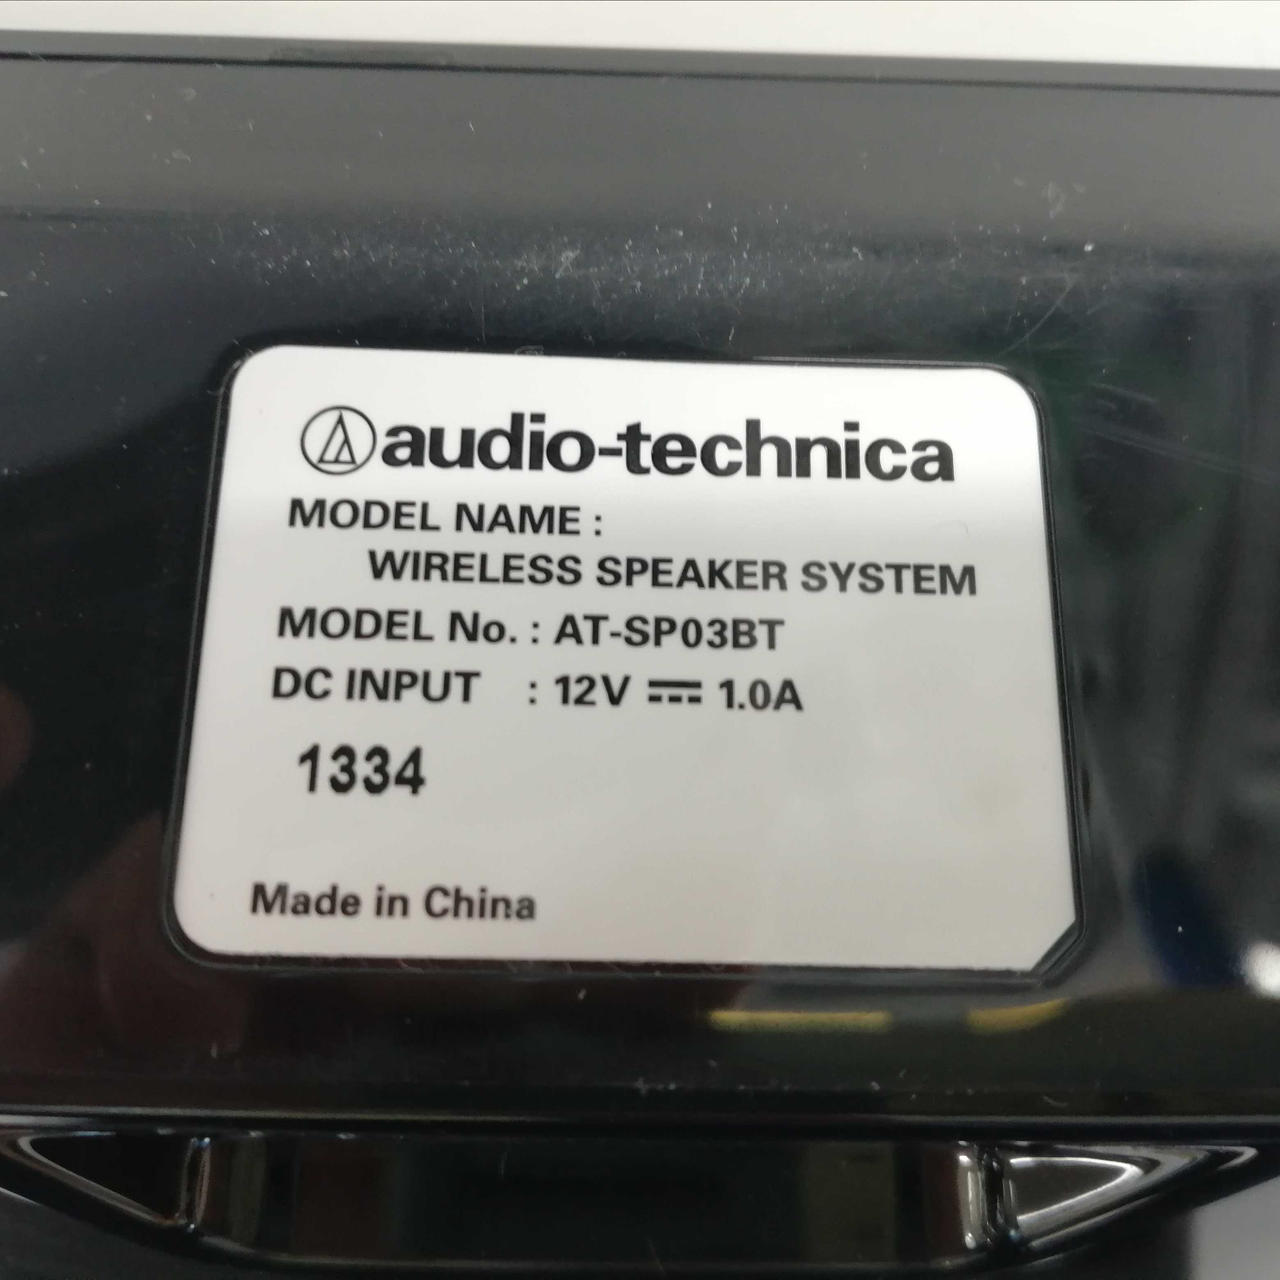 audio-technica
MODEL NAME :
WIRELESS SPEAKER SYSTEM
MODEL No. : AT-SP03BT
DC INPUT : 12V ⎓ 1.0A
1334
Made in China